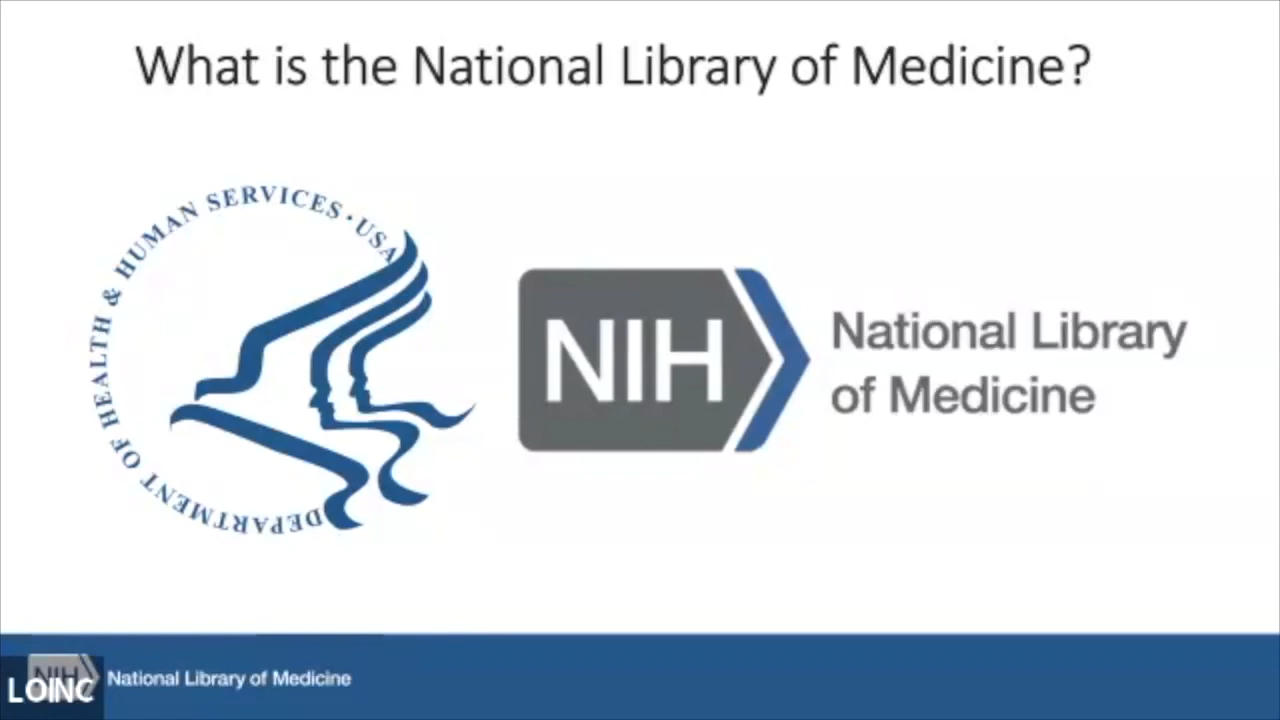 What is the National Library of Medicine?
DEPARTMENT OF HEALTH & HUMAN SERVICES · USA
NIH
National Library
of Medicine
NIH
LOINC
National Library of Medicine